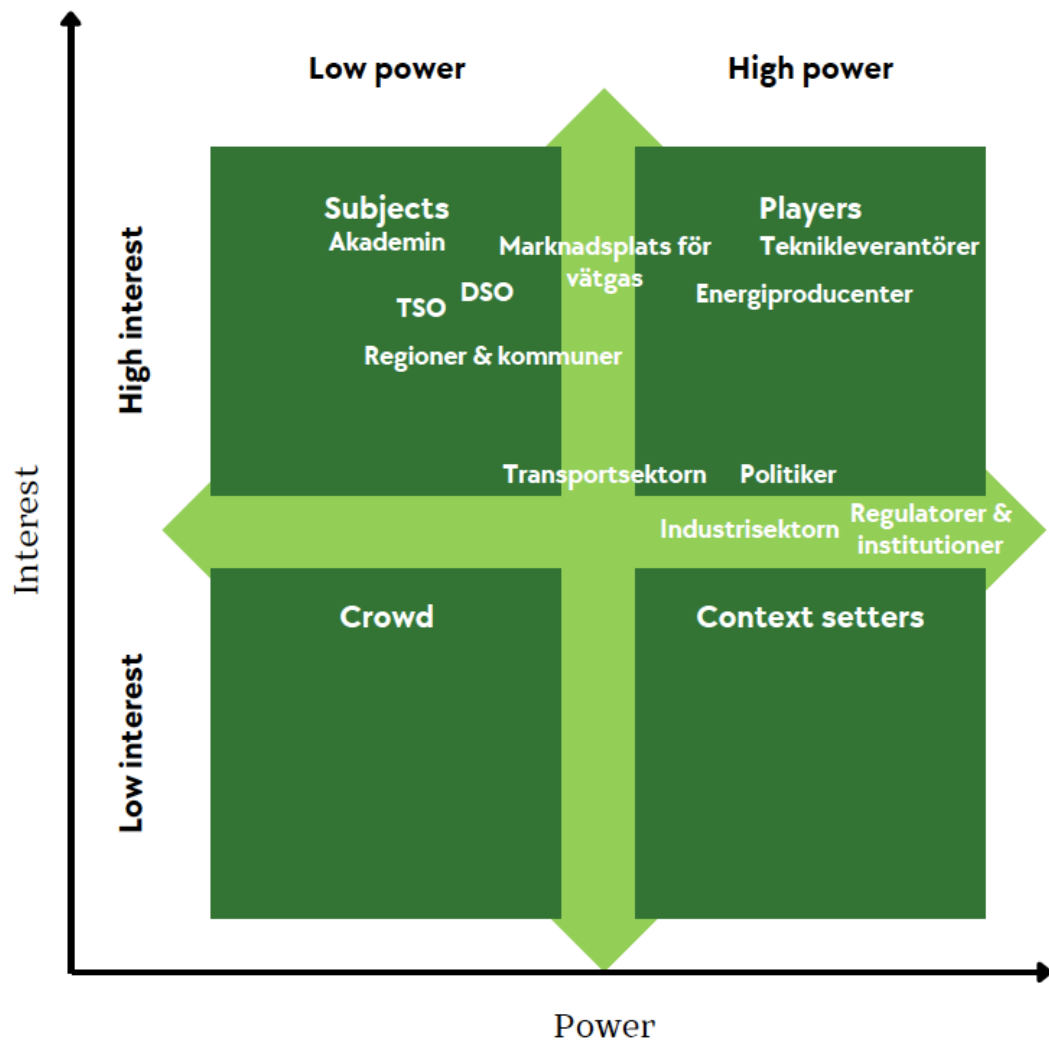 Low power
High power
High interest
Low interest
Interest
Subjects
Akademin
DSO
TSO
Regioner & kommuner
Marknadsplats för
vätgas
Players
Teknikleverantörer
Energiproducenter
Transportsektorn
Politiker
Industrisektorn
Regulatorer &
institutioner
Crowd
Context setters
Power